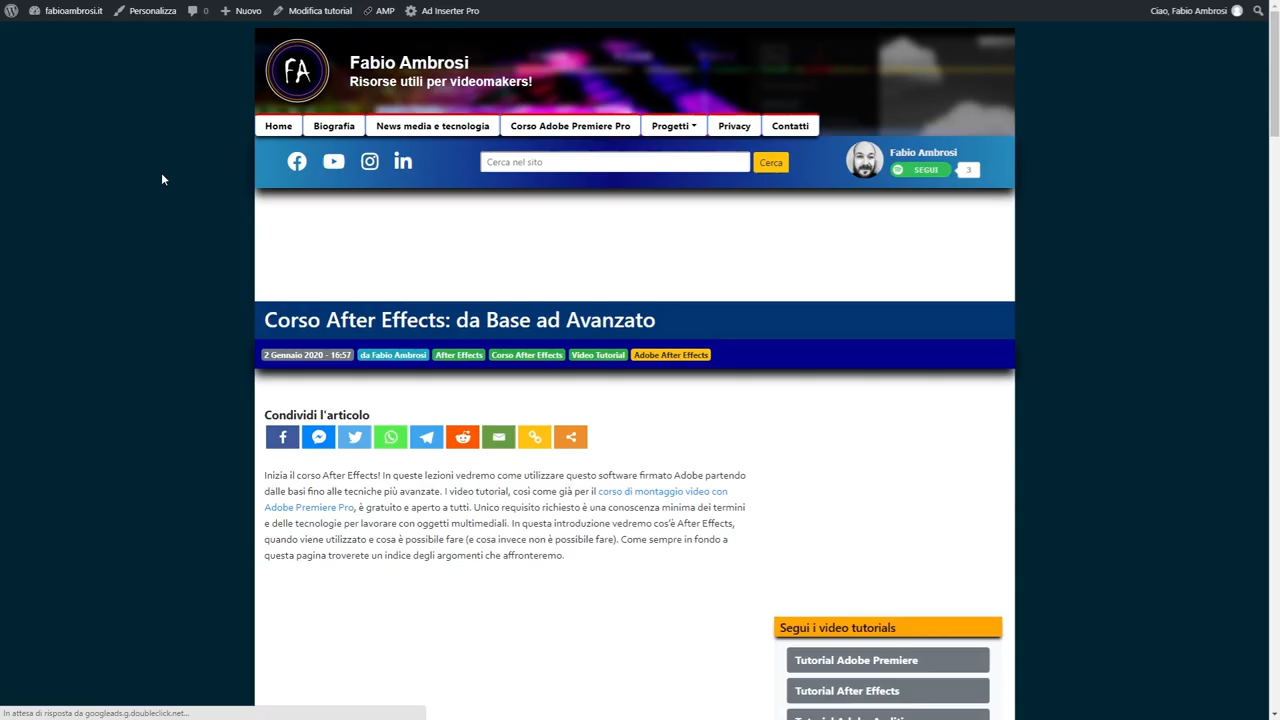 fabioambrosi.it Personalizza 0 Nuovo Modifica tutorial AMP Ad Inserter Pro Ciao, Fabio Ambrosi
FA
Fabio Ambrosi
Risorse utili per videomakers!
Home Biografia News media e tecnologia Corso Adobe Premiere Pro Progetti Privacy Contatti
Cerca nel sito Cerca
Fabio Ambrosi
SEGUI 3
Corso After Effects: da Base ad Avanzato
2 Gennaio 2020 - 16:57 da Fabio Ambrosi After Effects Corso After Effects Video Tutorial Adobe After Effects
Condividi l'articolo
Inizia il corso After Effects! In queste lezioni vedremo come utilizzare questo software firmato Adobe partendo
dalle basi fino alle tecniche più avanzate. I video tutorial, così come già per il corso di montaggio video con
Adobe Premiere Pro, è gratuito e aperto a tutti. Unico requisito richiesto è una conoscenza minima dei termini
e delle tecnologie per lavorare con oggetti multimediali. In questa introduzione vedremo cos'è After Effects,
quando viene utilizzato e cosa è possibile fare (e cosa invece non è possibile fare). Come sempre in fondo a
questa pagina troverete un indice degli argomenti che affronteremo.
Segui i video tutorials
Tutorial Adobe Premiere
Tutorial After Effects
In attesa di risposta da googleads.g.doubleclick.net...